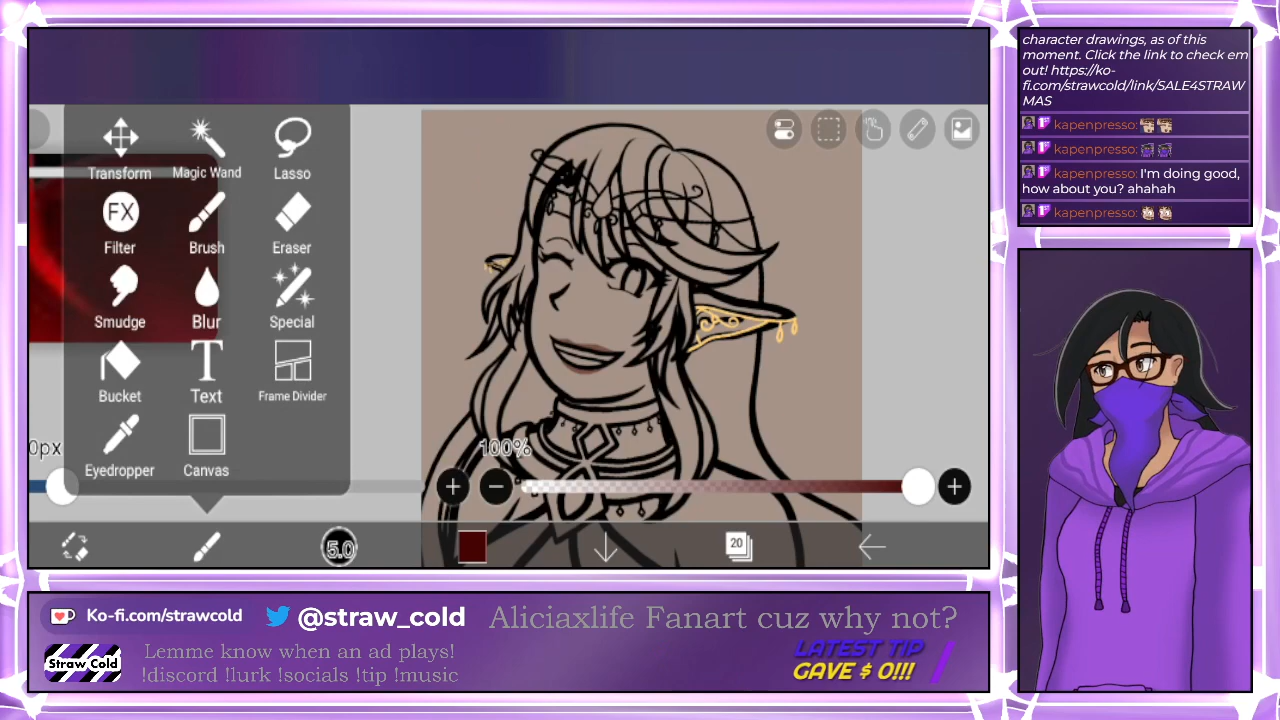 Transform Magic Wand Lasso
FX
Filter Brush Eraser
Smudge Blur Special
T
Bucket Text Frame Divider
Eyedropper Canvas
0px
100%
5.0
20
character drawings, as of this
moment. Click the link to check em
out! https://ko-
fi.com/strawcold/link/SALE4STRAW
MAS
kapenpresso:
kapenpresso:
kapenpresso: I'm doing good,
how about you? ahahah
kapenpresso:
Ko-fi.com/strawcold @straw_cold Aliciaxlife Fanart cuz why not?
Straw Cold
Lemme know when an ad plays!
!discord !lurk !socials !tip !music
LATEST TIP
GAVE $ 0!!!